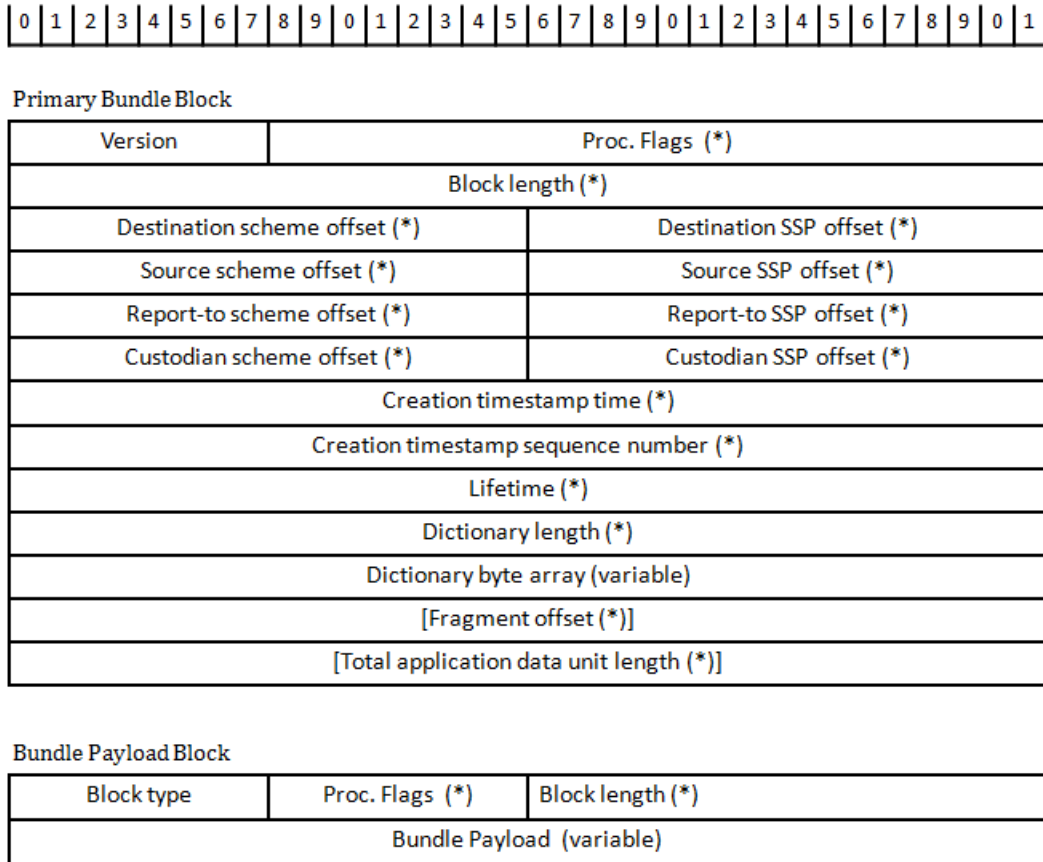 0 1 2 3 4 5 6 7 8 9 0 1 2 3 4 5 6 7 8 9 0 1 2 3 4 5 6 7 8 9 0 1
Primary Bundle Block
Version Proc. Flags (*)
Block length (*)
Destination scheme offset (*) Destination SSP offset (*)
Source scheme offset (*) Source SSP offset (*)
Report-to scheme offset (*) Report-to SSP offset (*)
Custodian scheme offset (*) Custodian SSP offset (*)
Creation timestamp time (*)
Creation timestamp sequence number (*)
Lifetime (*)
Dictionary length (*)
Dictionary byte array (variable)
[Fragment offset (*)]
[Total application data unit length (*)]
Bundle Payload Block
Block type Proc. Flags (*) Block length (*)
Bundle Payload (variable)